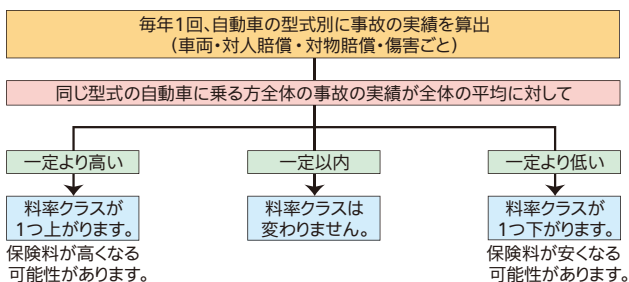 毎年1回、自動車の型式別に事故の実績を算出
（車両・対人賠償・対物賠償・傷害ごと）
同じ型式の自動車に乗る方全体の事故の実績が全体の平均に対して
一定より高い
一定以内
一定より低い
料率クラスが
1つ上がります。
料率クラスは
変わりません。
料率クラスが
1つ下がります。
保険料が高くなる
可能性があります。
保険料が安くなる
可能性があります。